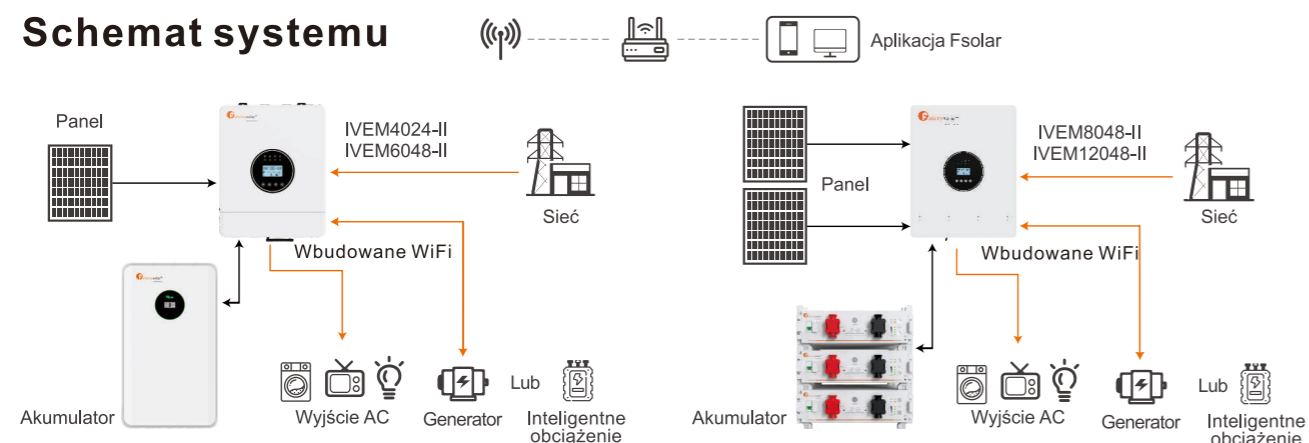 Schemat systemu
Aplikacja Fsolar
Panel
IVEM4024-II
IVEM6048-II
Sieć
Wbudowane WiFi
Akumulator
Wyjście AC
Generator
Lub
Inteligentne
obciążenie
IVEM8048-II
IVEM12048-II
Panel
Sieć
Wbudowane WiFi
Akumulator
Wyjście AC
Generator
Lub
Inteligentne
obciążenie